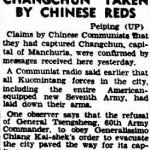 CHANGCHUN TAKEN
BY CHINESE REDS
Peiping (UP)
Claims by Chinese Communists that
they had captured Changchun, capi-
tal of Manchuria, were confirmed by
messages received here yesterday.
A Communist radio said earlier that
all Kuomintang forces in the city,
including the entire American-
equipped new Seventh Army, had
laid down their arms.
One observer says that the refusal
of General Tsengsheng, 60th Army
Commander, to obey Generalissimo
Chiang Kai-shek's order to evacuate
the city paved the way for its cap-